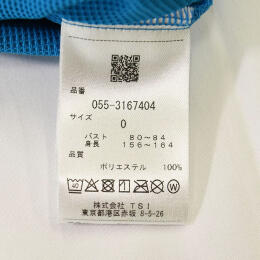 品番
055-3167404
サイズ
0
バスト 80~84
身長 156~164
品質
ポリエステル 100%
40
株式会社 TSI
東京都港区赤坂 8-5-26